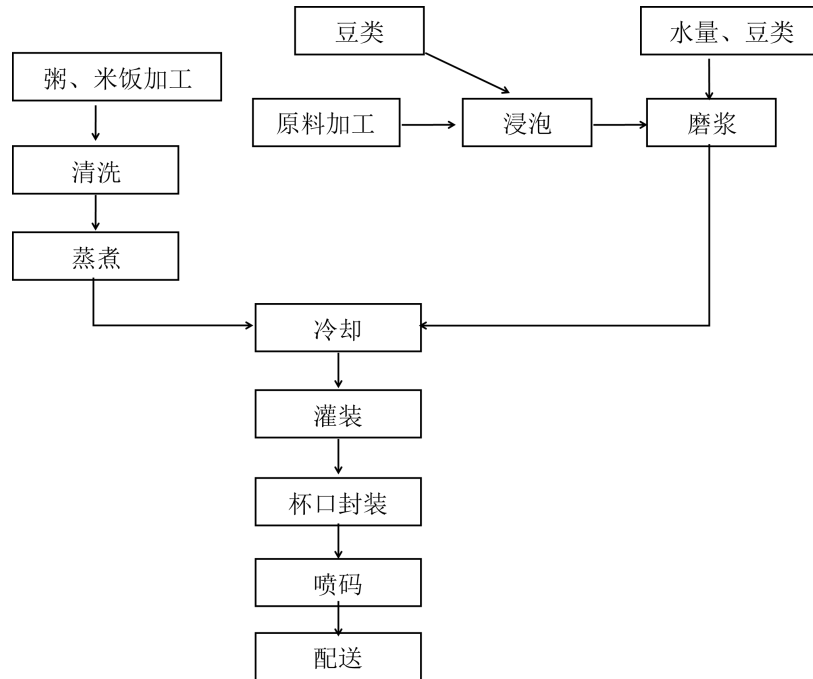 豆类
水量、豆类
粥、米饭加工
原料加工
浸泡
磨浆
清洗
蒸煮
冷却
灌装
杯口封装
喷码
配送